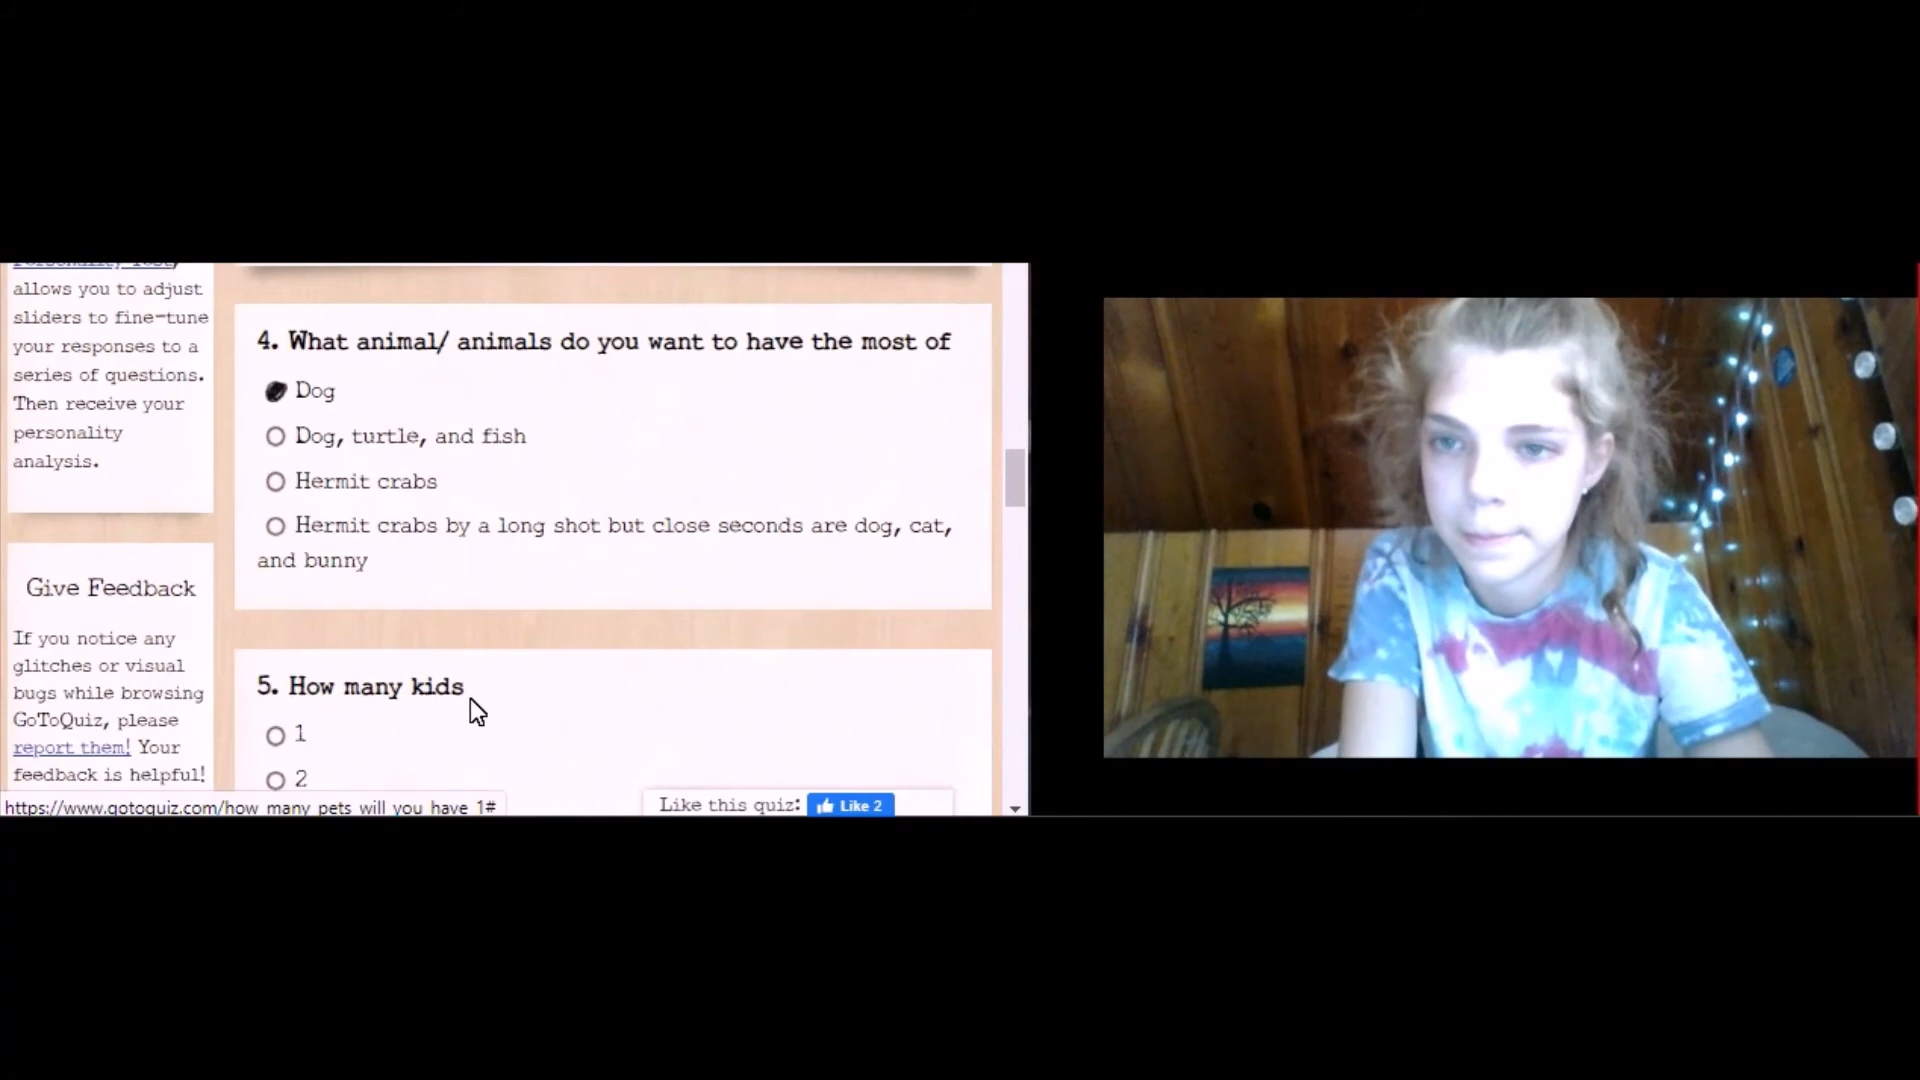 Personality Test,
allows you to adjust
sliders to fine-tune
your responses to a
series of questions.
Then receive your
personality
analysis.
Give Feedback
If you notice any
glitches or visual
bugs while browsing
GoToQuiz, please
report them! Your
feedback is helpful!
https://www.gotoquiz.com/how_many_pets_will_you_have_1#
4. What animal/ animals do you want to have the most of
Dog
Dog, turtle, and fish
Hermit crabs
Hermit crabs by a long shot but close seconds are dog, cat,
and bunny
5. How many kids
1
2
Like this quiz: Like 2